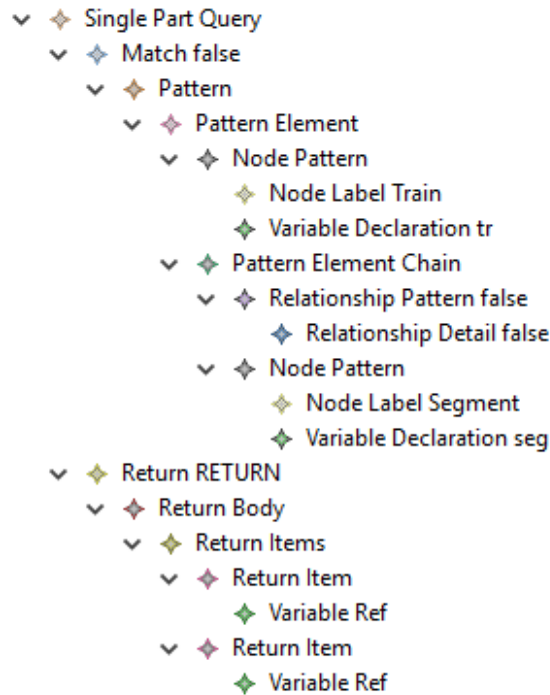 Single Part Query
Match false
Pattern
Pattern Element
Node Pattern
Node Label Train
Variable Declaration tr
Pattern Element Chain
Relationship Pattern false
Relationship Detail false
Node Pattern
Node Label Segment
Variable Declaration seg
Return RETURN
Return Body
Return Items
Return Item
Variable Ref
Return Item
Variable Ref